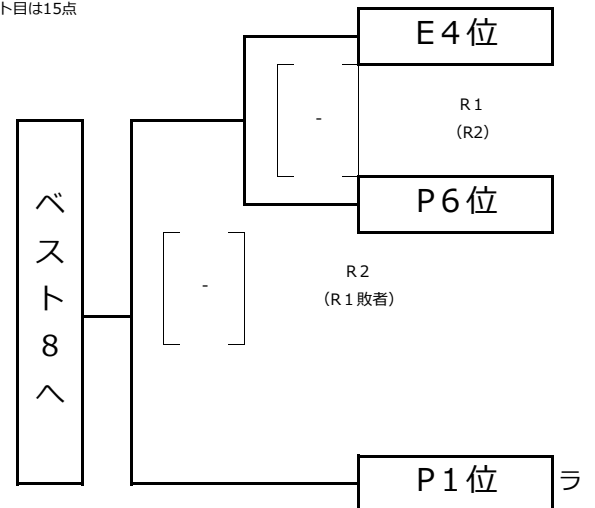 ト目は15点
E4位
R1
(R2)
-
P6位
ベスト8へ
R2
(R1敗者)
-
P1位
ラ